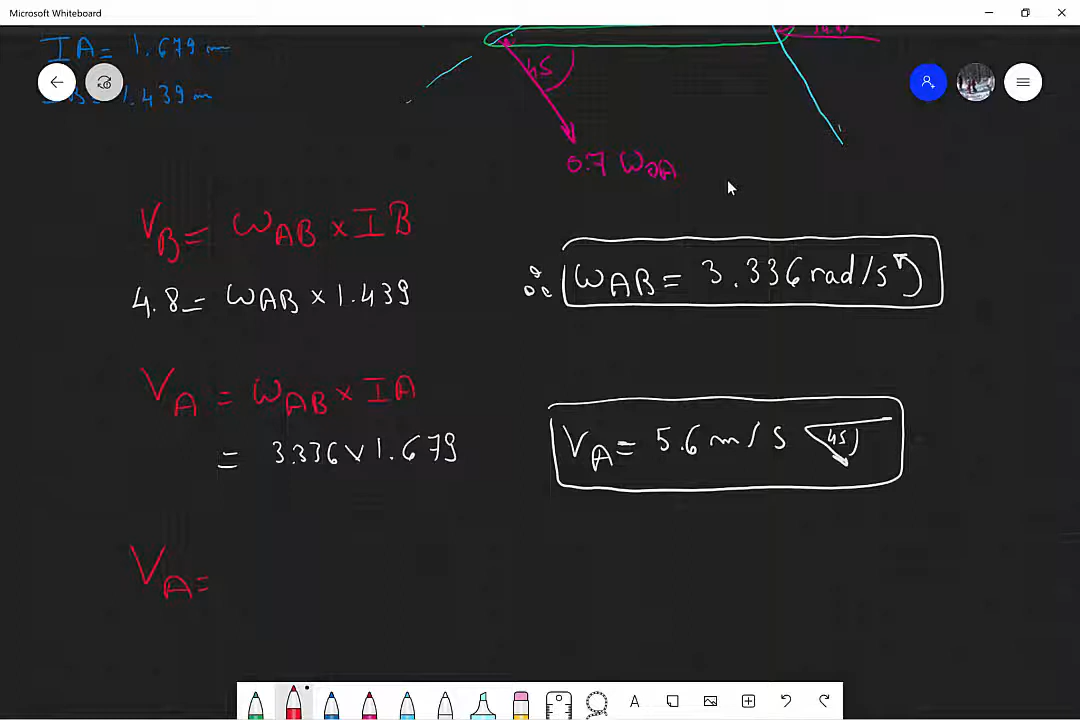 Microsoft Whiteboard
IA = 1.679 m
1.439 m
45
0.7 ωOA
VB = ωAB × IB
4.8 = ωAB × 1.439
∴ ωAB = 3.336 rad/s
VA = ωAB × IA
= 3.336 × 1.679
VA = 5.6 m/s 45
VA =
A